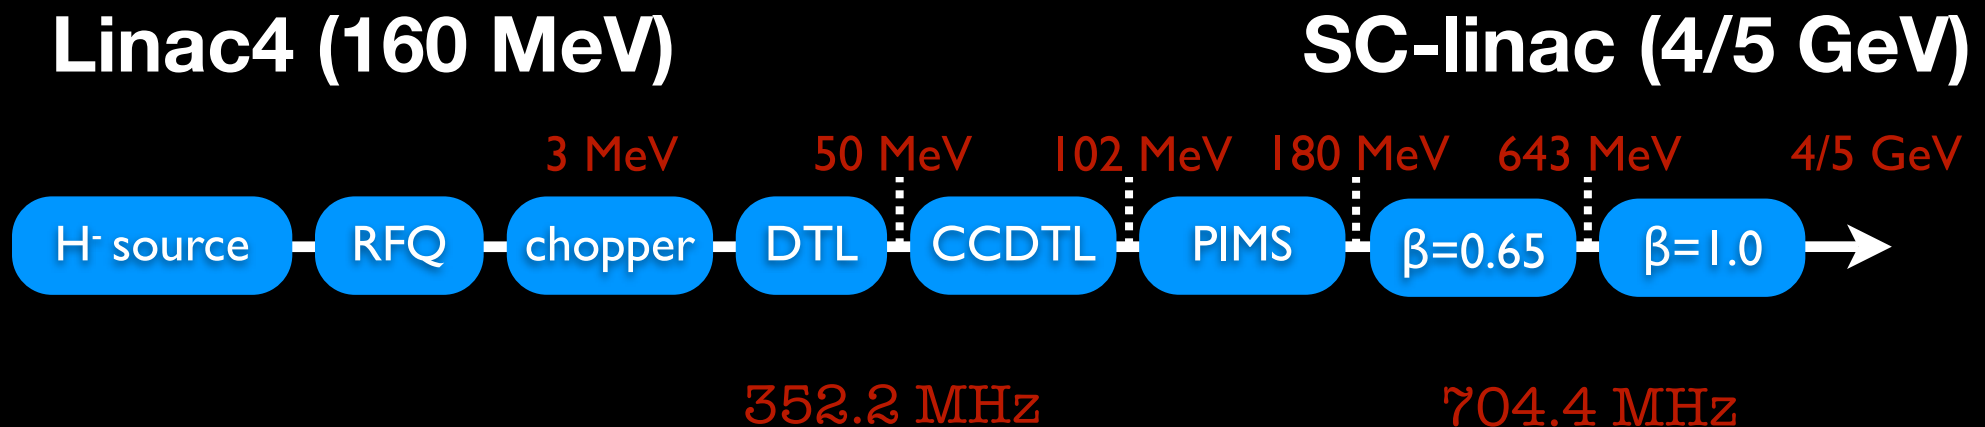 Linac4 (160 MeV) SC-linac (4/5 GeV)
3 MeV 50 MeV 102 MeV 180 MeV 643 MeV 4/5 GeV
H- source RFQ chopper DTL CCDTL PIMS β=0.65 β=1.0
352.2 MHz 704.4 MHz